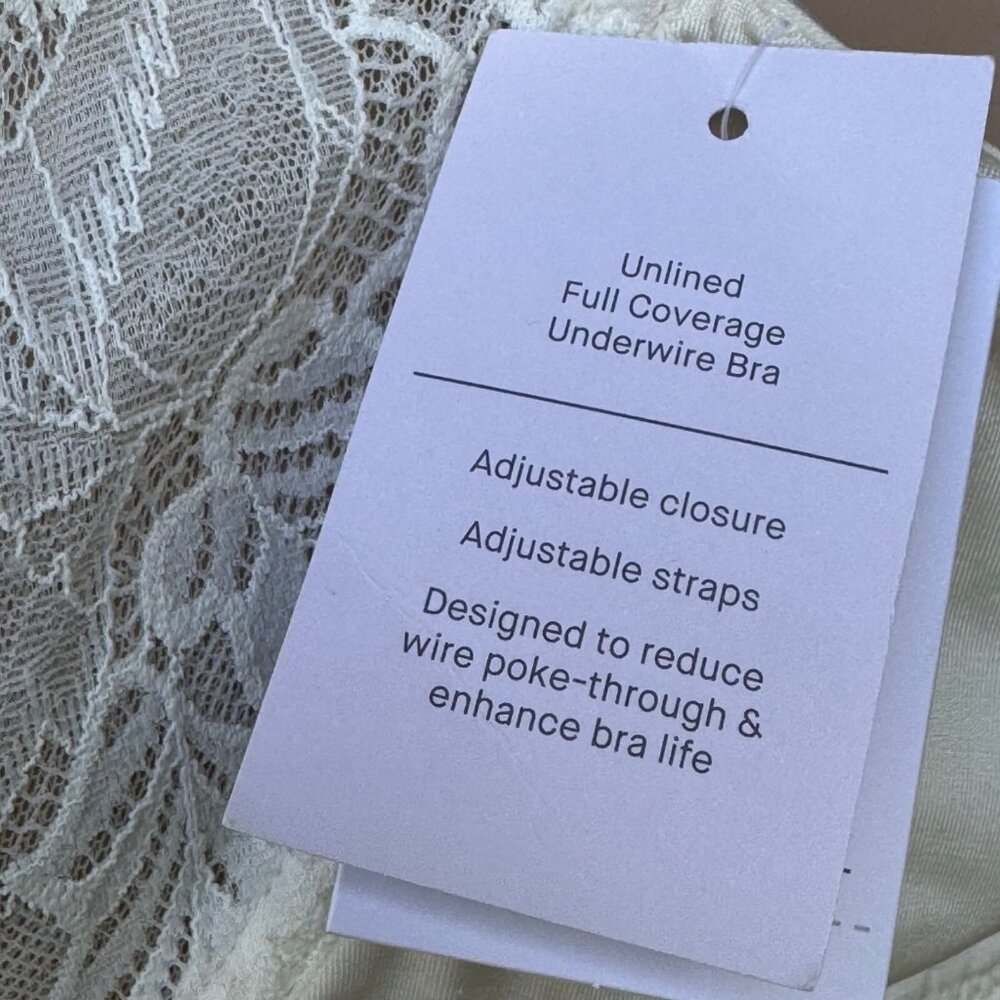 Unlined
Full Coverage
Underwire Bra
Adjustable closure
Adjustable straps
Designed to reduce
wire poke-through &
enhance bra life